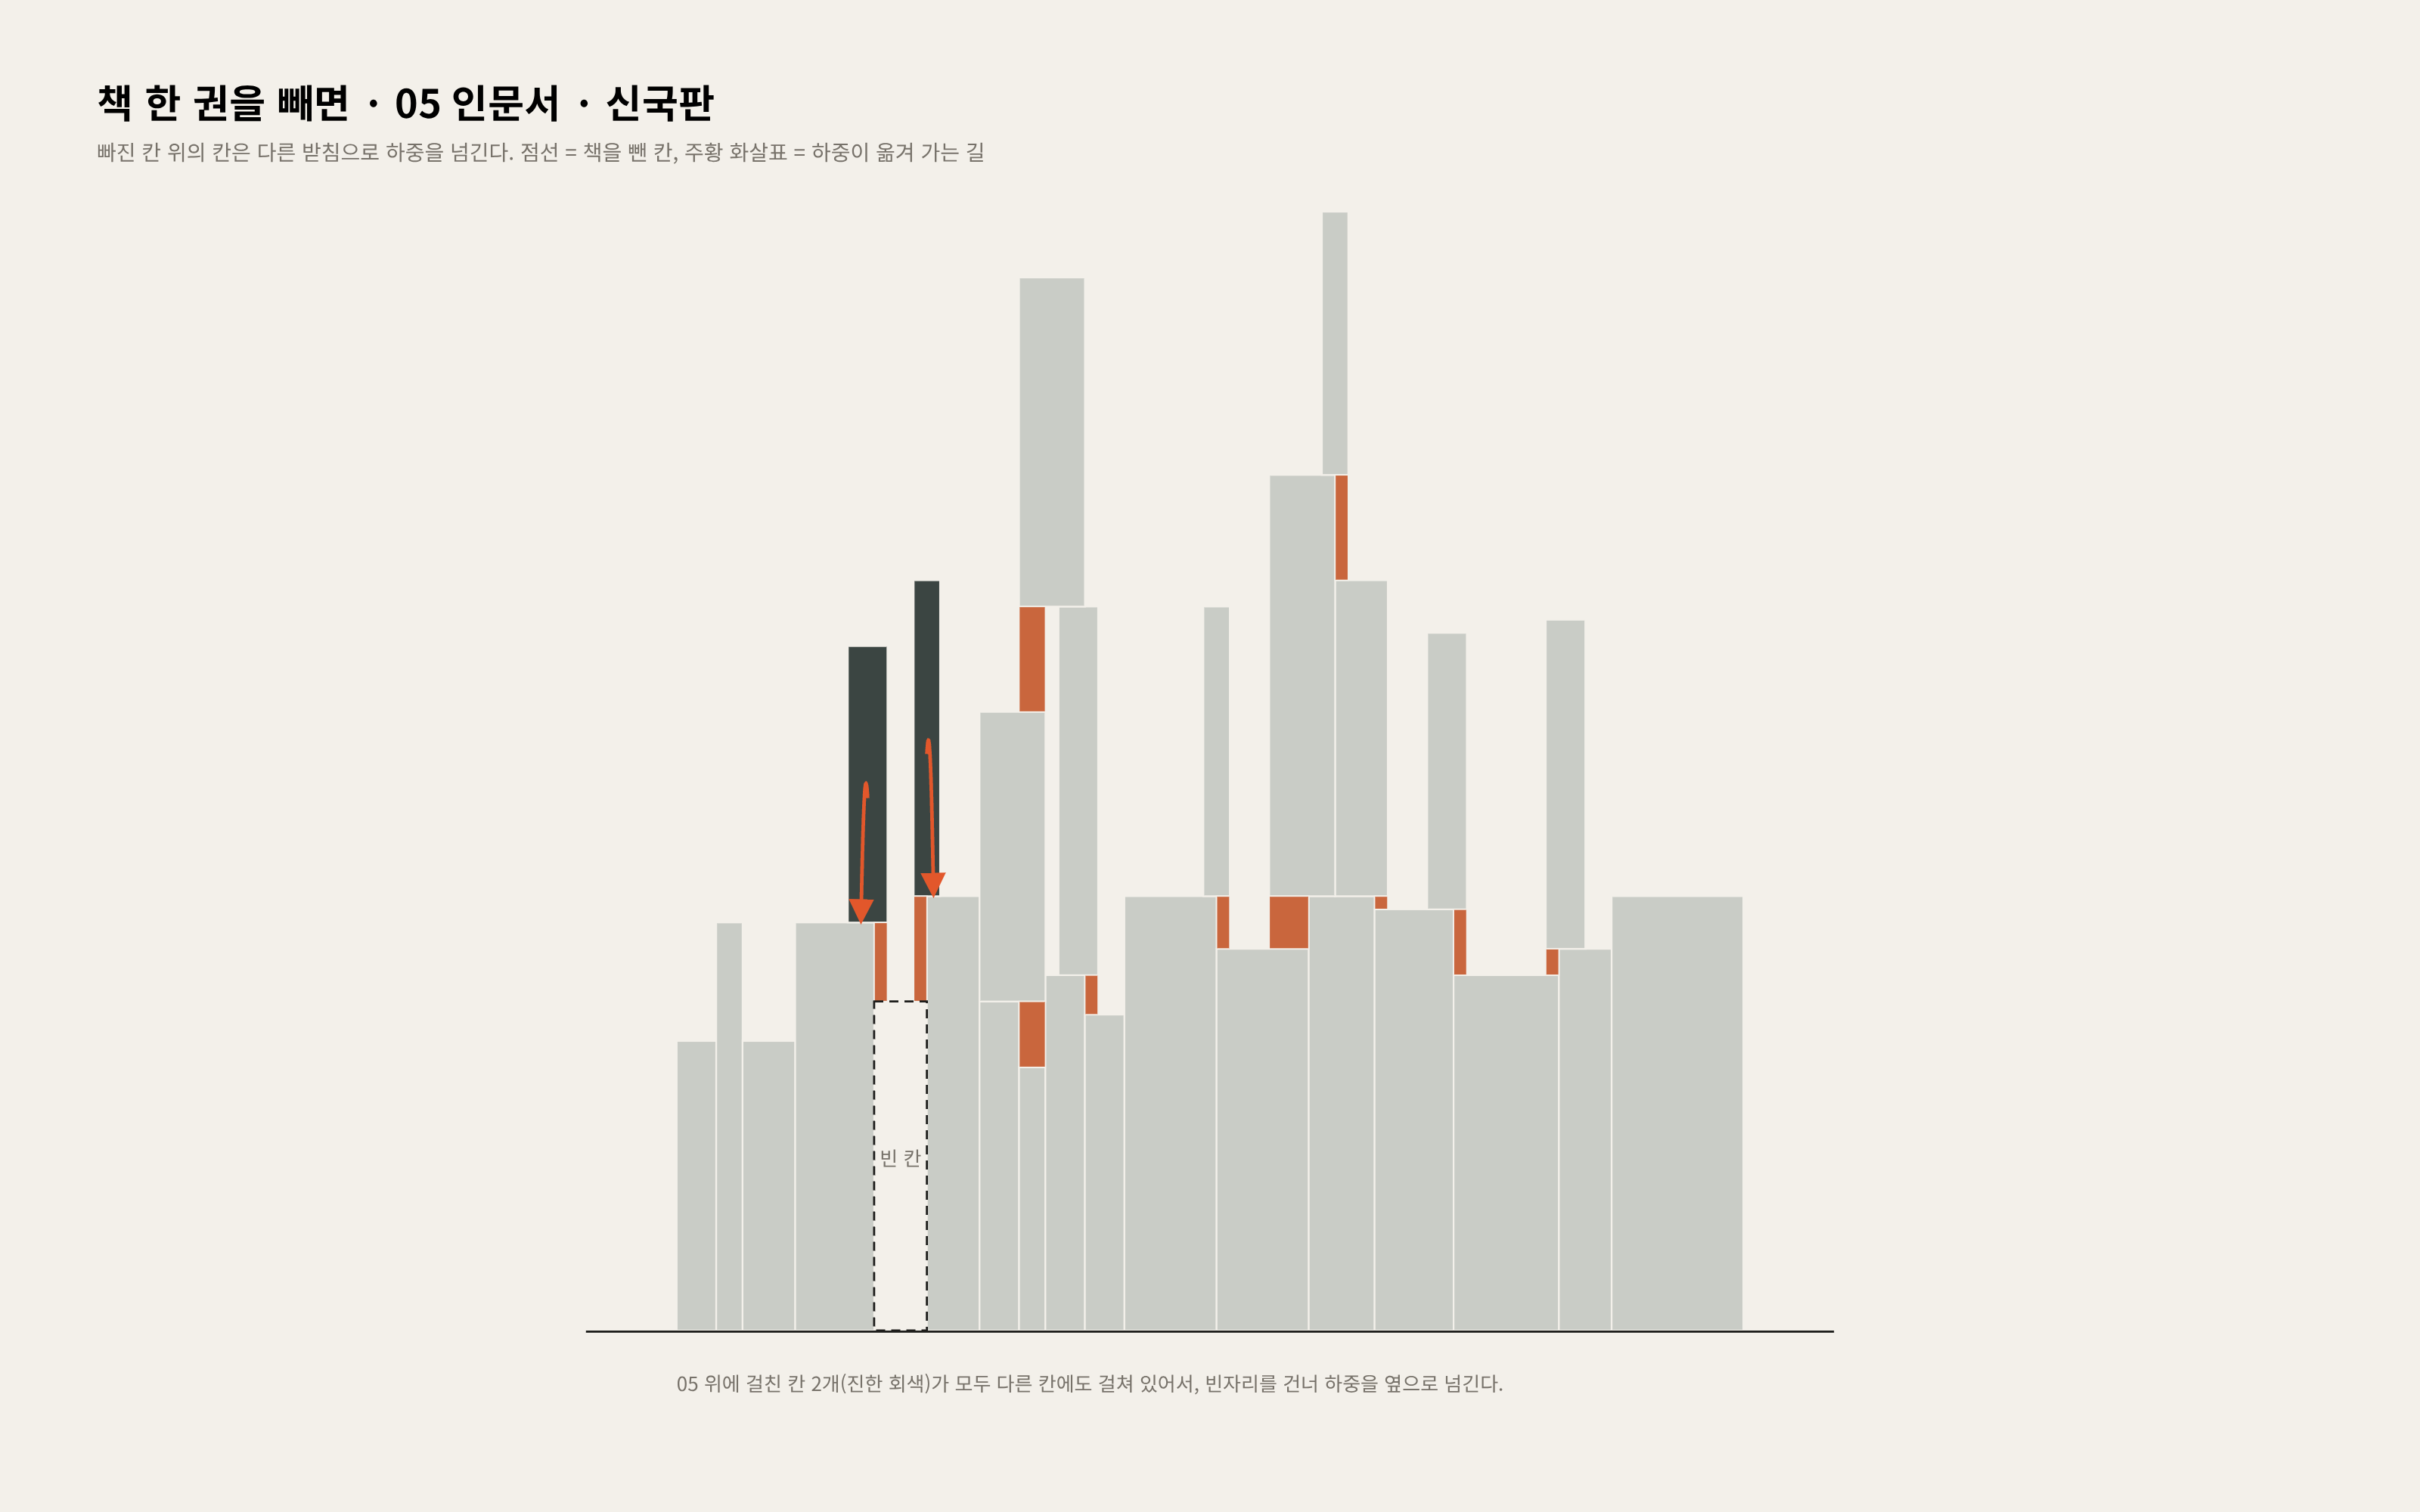 책 한 권을 빼면 · 05 인문서 · 신국판
빠진 칸 위의 칸은 다른 받침으로 하중을 넘긴다. 점선 = 책을 뺀 칸, 주황 화살표 = 하중이 옮겨 가는 길
빈 칸
05 위에 걸친 칸 2개(진한 회색)가 모두 다른 칸에도 걸쳐 있어서, 빈자리를 건너 하중을 옆으로 넘긴다.